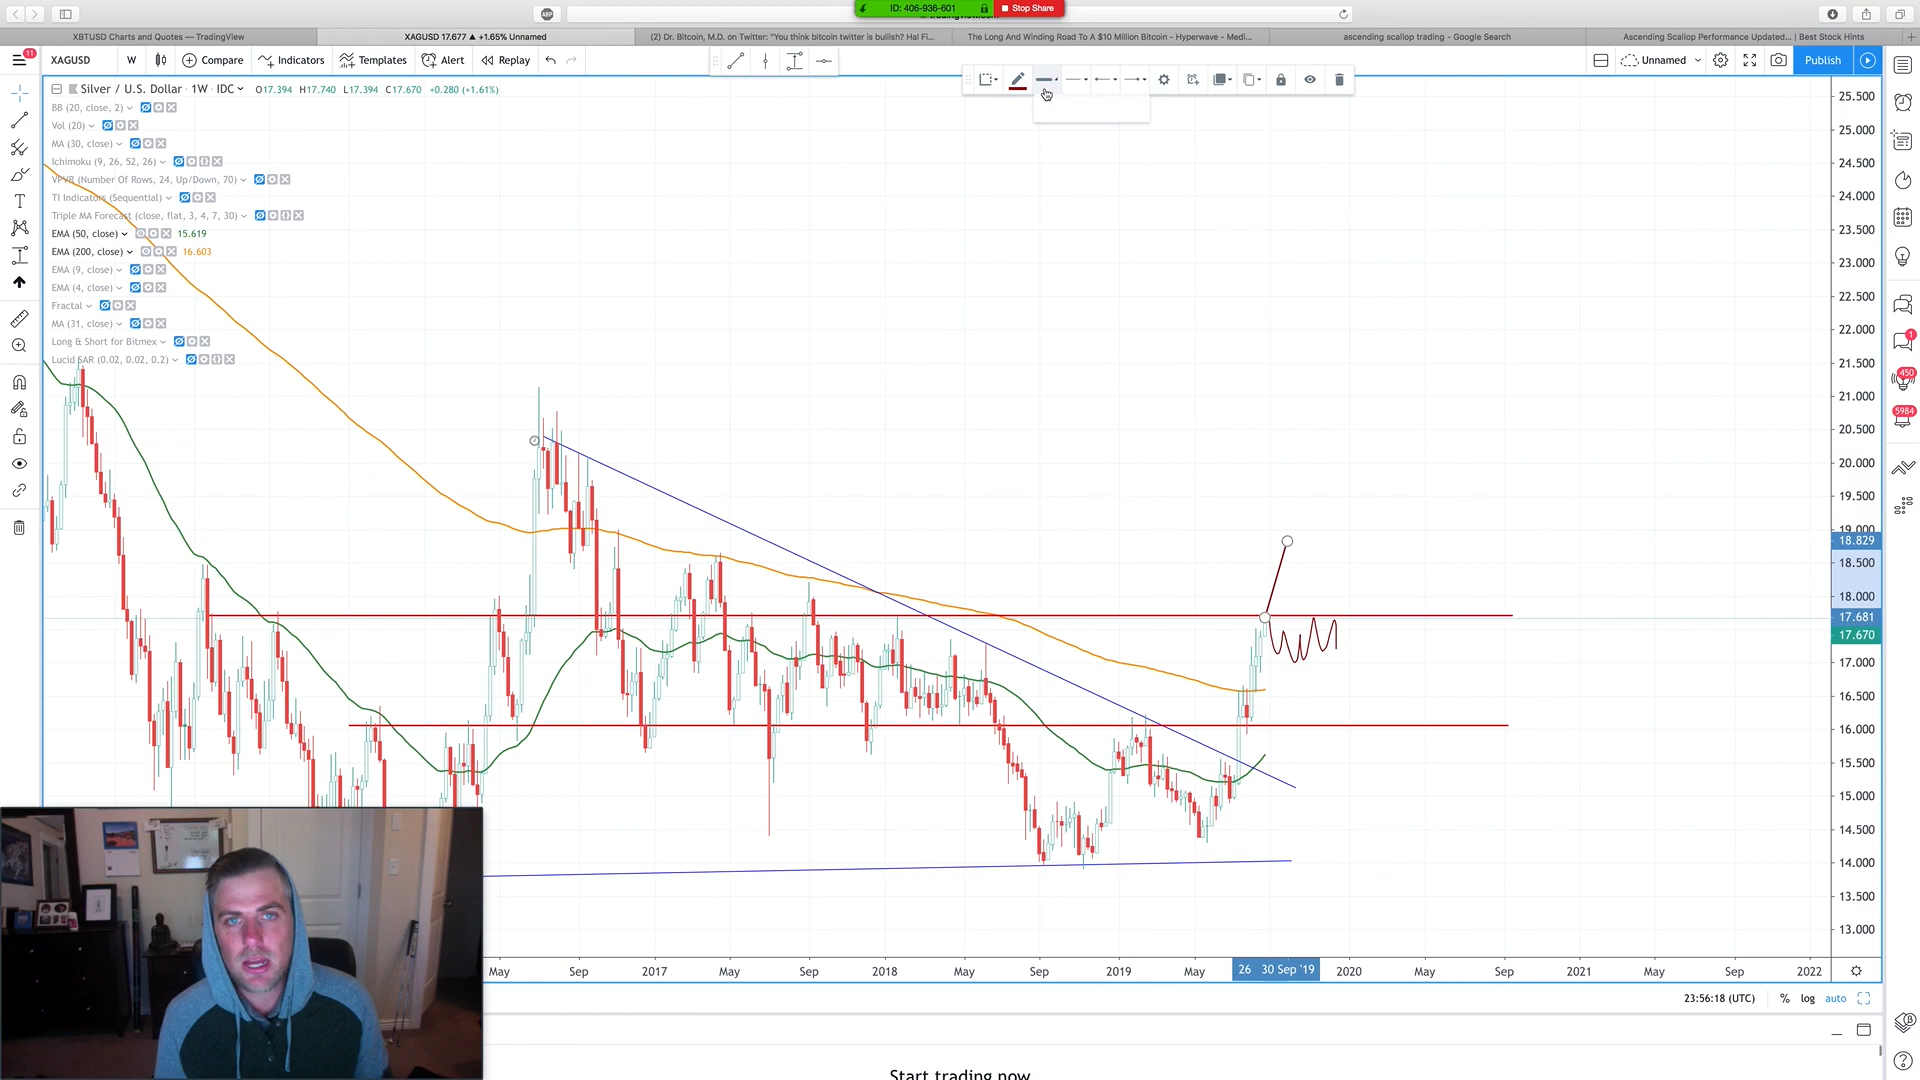 ID: 406-936-601
Stop Share
ABP
XBTUSD Charts and Quotes — TradingView
XAGUSD 17.677 ▲ +1.65% Unnamed
(2) Dr. Bitcoin, M.D. on Twitter: "You think bitcoin twitter is bullish? Hal Fi...
The Long And Winding Road To A $10 Million Bitcoin - Hyperwave - Medi...
ascending scallop trading - Google Search
Ascending Scallop Performance Updated... | Best Stock Hints
11
XAGUSD
W
Compare
Indicators
Templates
Alert
Replay
Unnamed
Publish
Silver / U.S. Dollar · 1W · IDC
O17.394 H17.740 L17.394 C17.670 +0.280 (+1.61%)
BB (20, close, 2)
Vol (20)
MA (30, close)
Ichimoku (9, 26, 52, 26)
VPVR (Number Of Rows, 24, Up/Down, 70)
TI Indicators (Sequential)
Triple MA Forecast (close, flat, 3, 4, 7, 30)
EMA (50, close) 15.619
EMA (200, close) 16.603
EMA (9, close)
EMA (4, close)
Fractal
MA (31, close)
Long & Short for Bitmex
Lucid SAR (0.02, 0.02, 0.2)
25.500
25.000
24.500
24.000
23.500
23.000
22.500
22.000
21.500
21.000
20.500
20.000
19.500
19.000
18.829
18.500
18.000
17.681
17.670
17.000
16.500
16.000
15.500
15.000
14.500
14.000
13.500
13.000
1
450
5984
May
Sep
2017
May
Sep
2018
May
Sep
2019
May
26
30 Sep '19
2020
May
Sep
2021
May
Sep
2022
23:56:18 (UTC)
%
log
auto
Start trading now